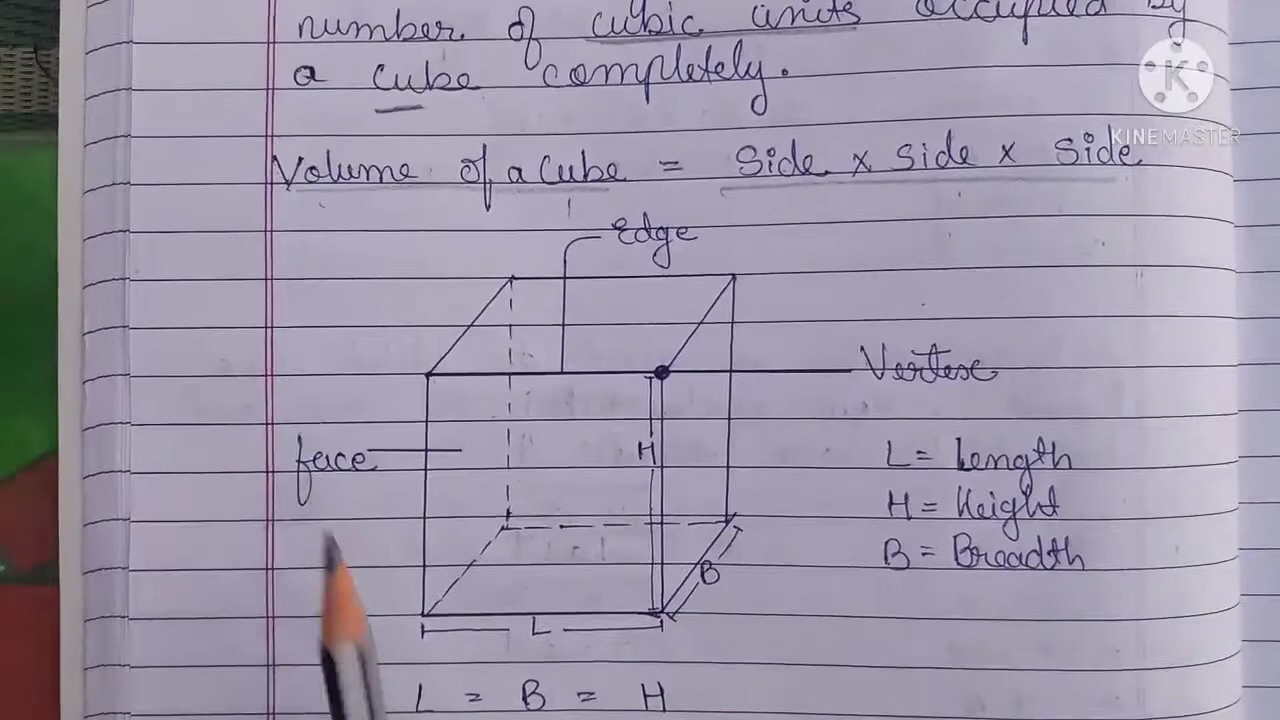 number of cubic units occupied by
a cube completely.
KINEMASTER
Volume of a Cube = Side x Side x Side
Edge
Vertex
face
H
L = Length
H = Height
B = Breadth
B
L
L = B = H